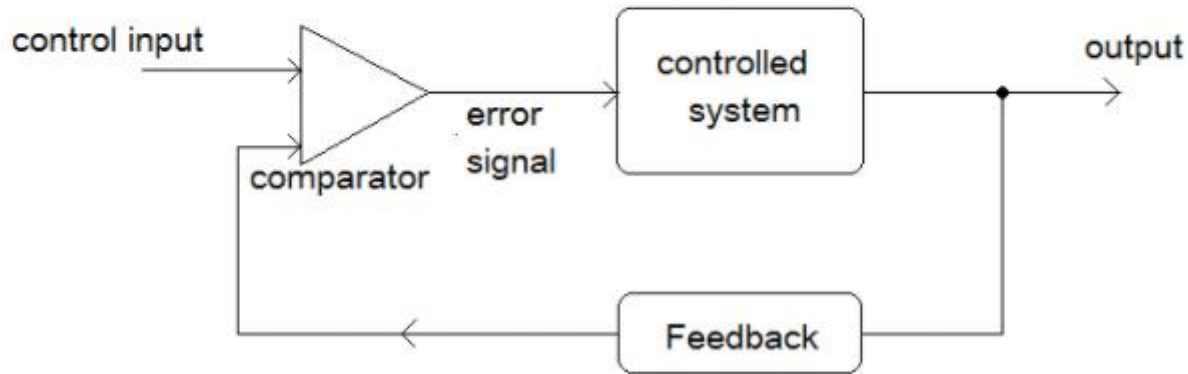 control input
comparator
error
signal
controlled
system
output
Feedback